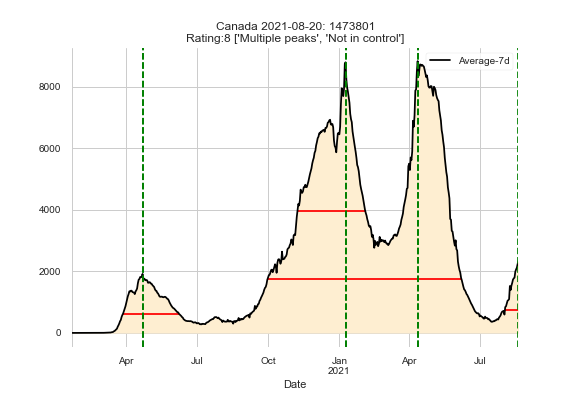 Canada 2021-08-20: 1473801
Rating:8 ['Multiple peaks', 'Not in control']
Average-7d
8000
6000
4000
2000
0
Apr
Jul
Oct
Jan
2021
Apr
Jul
Date